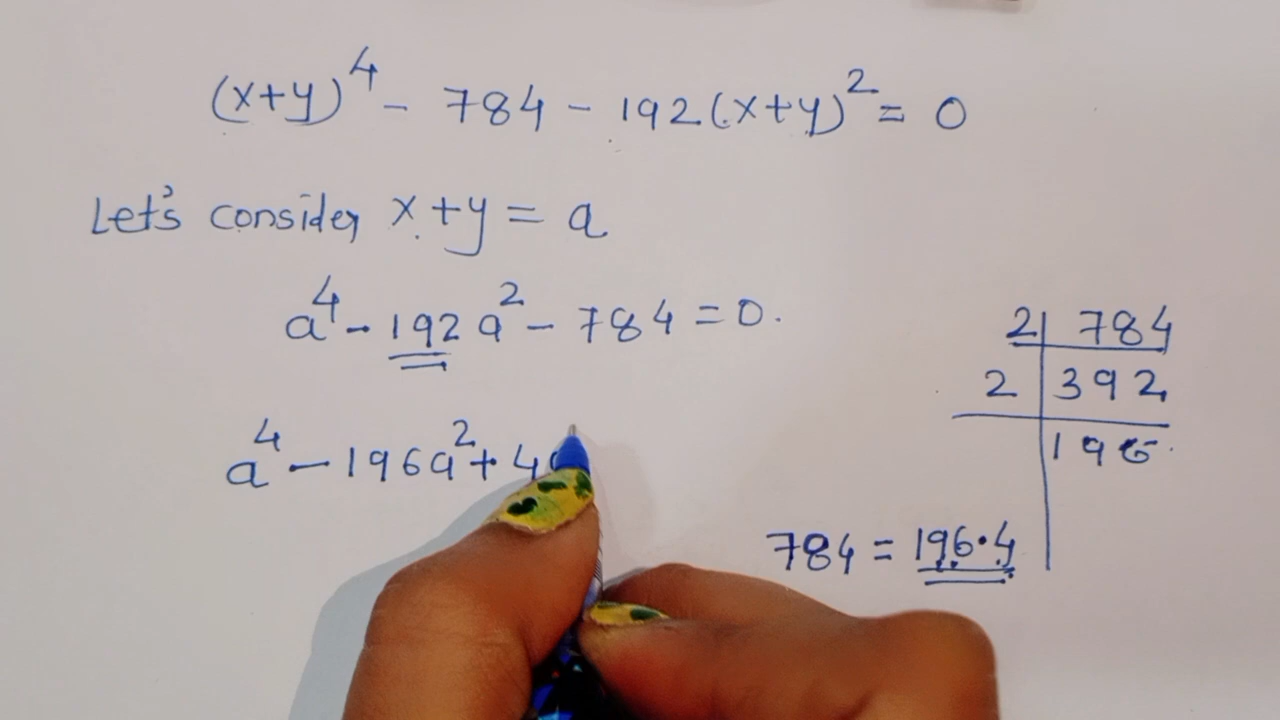 (x+y)⁴ - 784 - 192(x+y)² = 0
Let's consider x+y = a
a⁴ - 192a² - 784 = 0.
a⁴ - 196a² + 4
2 | 784
2 | 392
| 196.
784 = 196·4